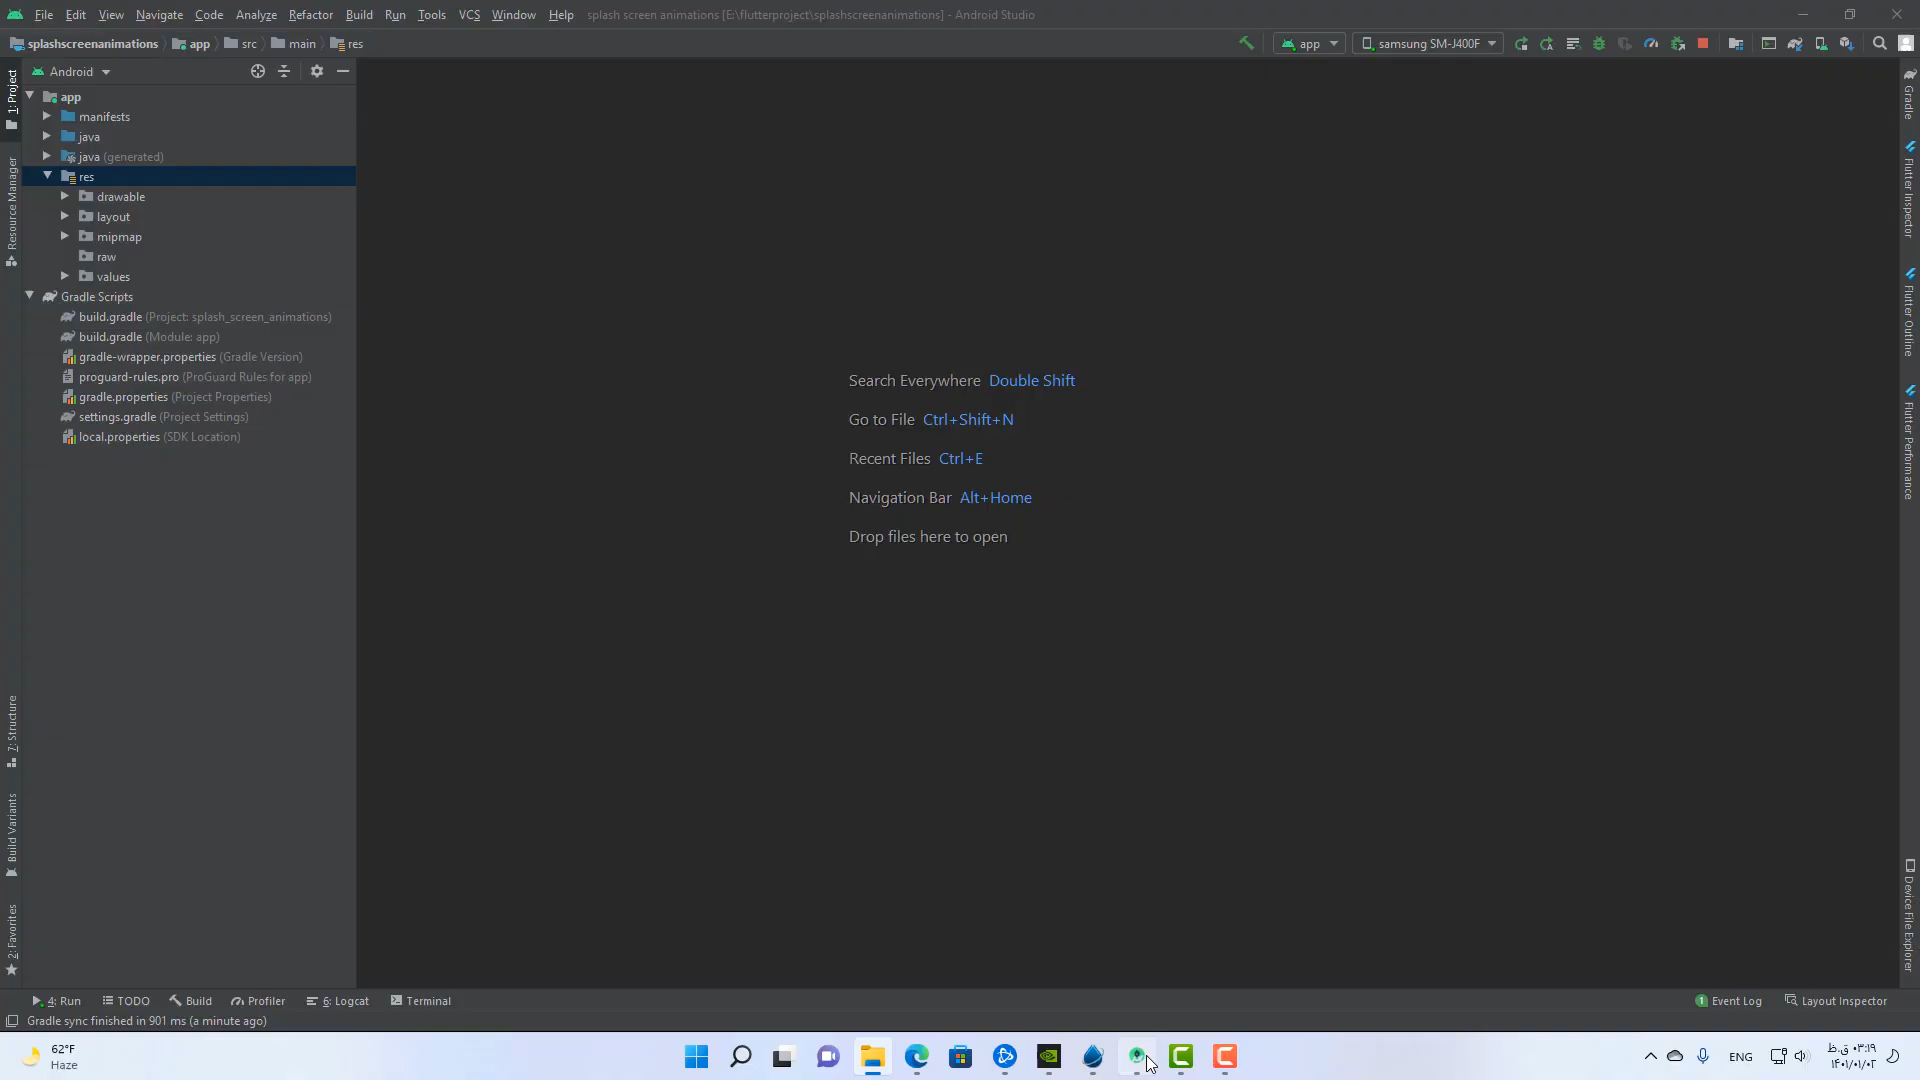 File Edit View Navigate Code Analyze Refactor Build Run Tools VCS Window Help splash screen animations [E:\flutterproject\splashscreenanimations] - Android Studio
splashscreenanimations app src main res app samsung SM-J400F
Android
app
manifests
java
java (generated)
res
drawable
layout
mipmap
raw
values
Gradle Scripts
build.gradle (Project: splash_screen_animations)
build.gradle (Module: app)
gradle-wrapper.properties (Gradle Version)
proguard-rules.pro (ProGuard Rules for app)
gradle.properties (Project Properties)
settings.gradle (Project Settings)
local.properties (SDK Location)
1: Project
Resource Manager
7: Structure
Build Variants
2: Favorites
Search Everywhere Double Shift
Go to File Ctrl+Shift+N
Recent Files Ctrl+E
Navigation Bar Alt+Home
Drop files here to open
Gradle
Flutter Inspector
Flutter Outline
Flutter Performance
Device File Explorer
4: Run TODO Build Profiler 6: Logcat Terminal 1 Event Log Layout Inspector
Gradle sync finished in 901 ms (a minute ago)
62°F
Haze
ENG
۰۳:۱۹ ق.ظ
۱۴۰۱/۰۱/۰۲